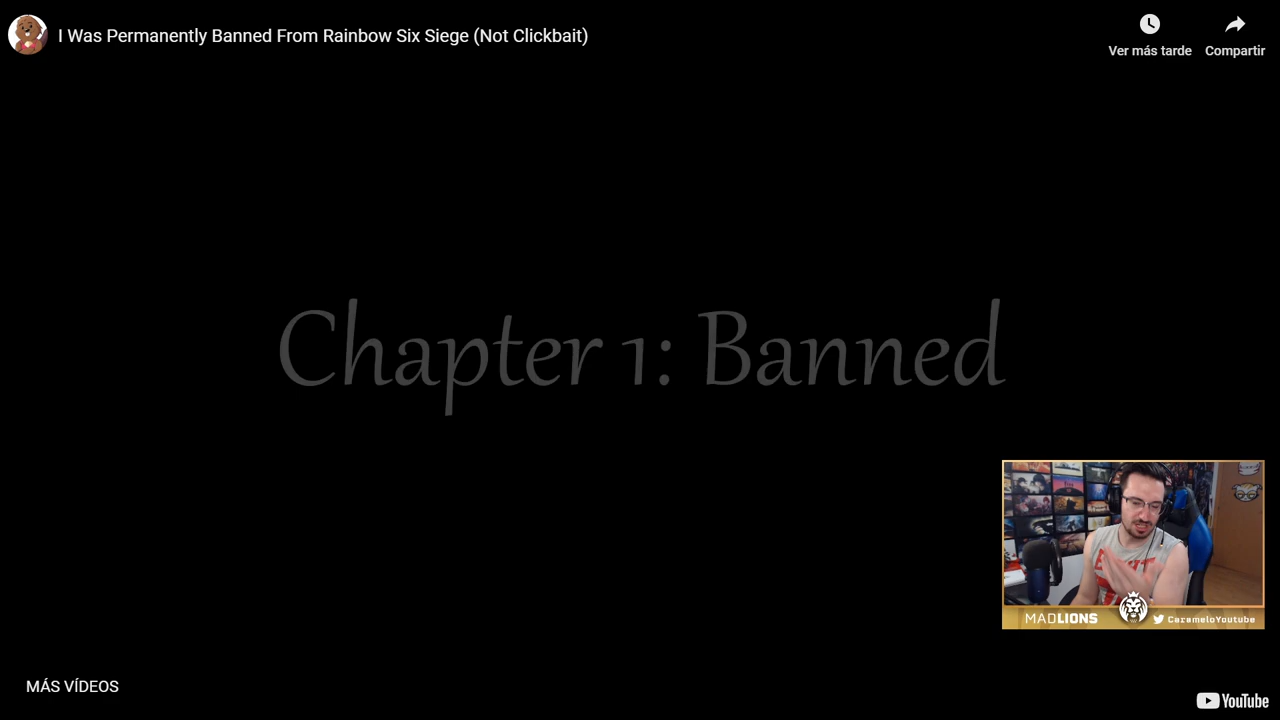 I Was Permanently Banned From Rainbow Six Siege (Not Clickbait)
Ver más tarde
Compartir
Chapter 1: Banned
MADLIONS
CarameloYoutube
MÁS VÍDEOS
YouTube